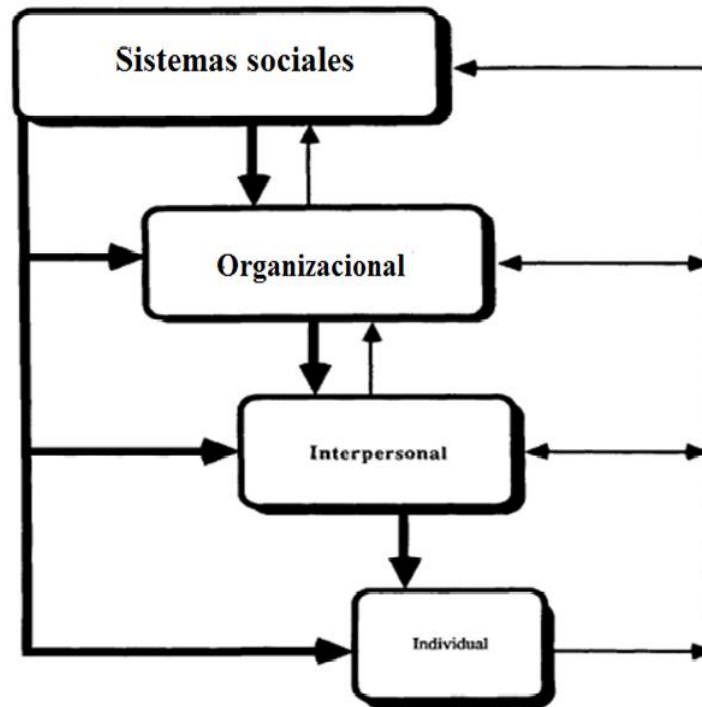 Sistemas sociales
Organizacional
Interpersonal
Individual